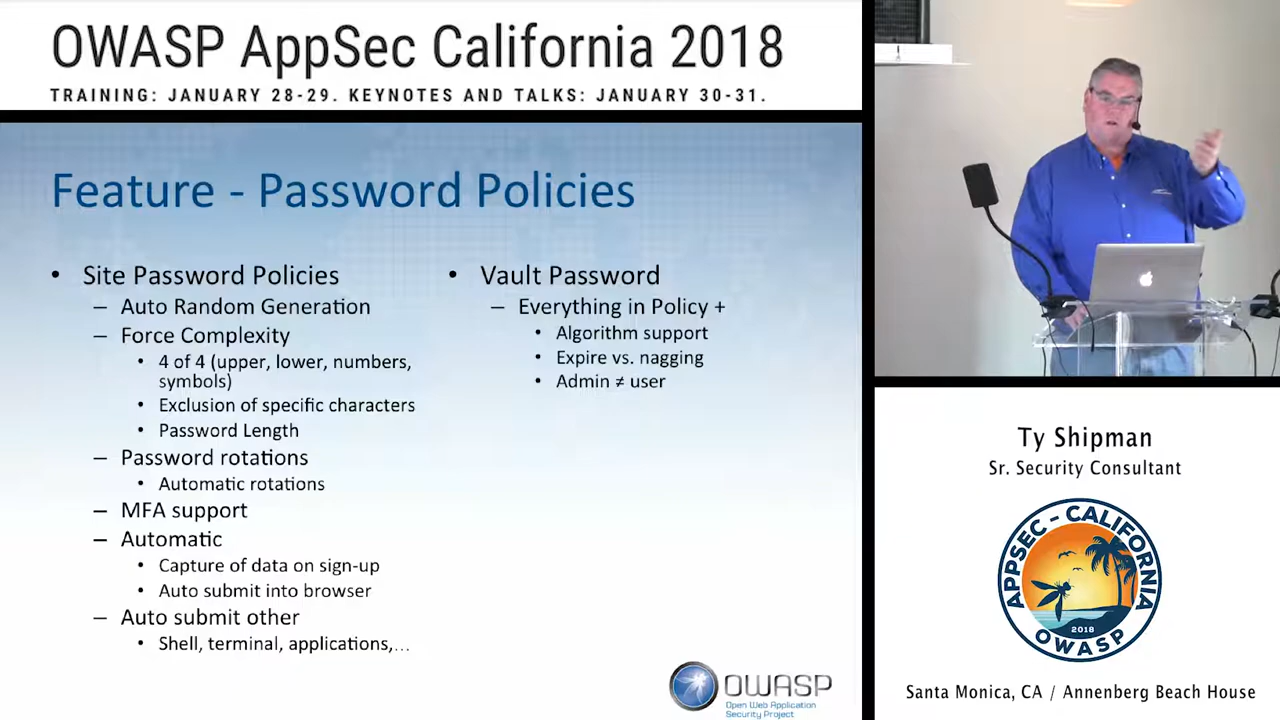 OWASP AppSec California 2018
TRAINING: JANUARY 28-29. KEYNOTES AND TALKS: JANUARY 30-31.
Feature - Password Policies
• Site Password Policies
– Auto Random Generation
– Force Complexity
• 4 of 4 (upper, lower, numbers,
symbols)
• Exclusion of specific characters
• Password Length
– Password rotations
• Automatic rotations
– MFA support
– Automatic
• Capture of data on sign-up
• Auto submit into browser
– Auto submit other
• Shell, terminal, applications,…
• Vault Password
– Everything in Policy +
• Algorithm support
• Expire vs. nagging
• Admin ≠ user
OWASP
Open Web Application
Security Project
Ty Shipman
Sr. Security Consultant
APPSEC - CALIFORNIA
2018
OWASP
Santa Monica, CA / Annenberg Beach House